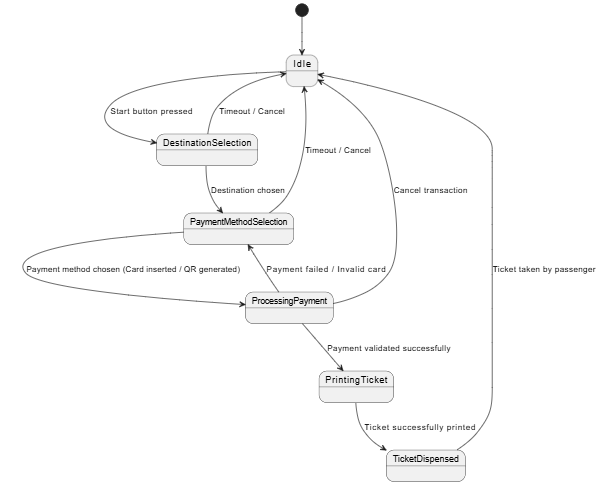 Idle
Start button pressed
Timeout / Cancel
DestinationSelection
Timeout / Cancel
Destination chosen
Cancel transaction
PaymentMethodSelection
Payment method chosen (Card inserted / QR generated)
Payment failed / Invalid card
Ticket taken by passenger
ProcessingPayment
Payment validated successfully
PrintingTicket
Ticket successfully printed
TicketDispensed